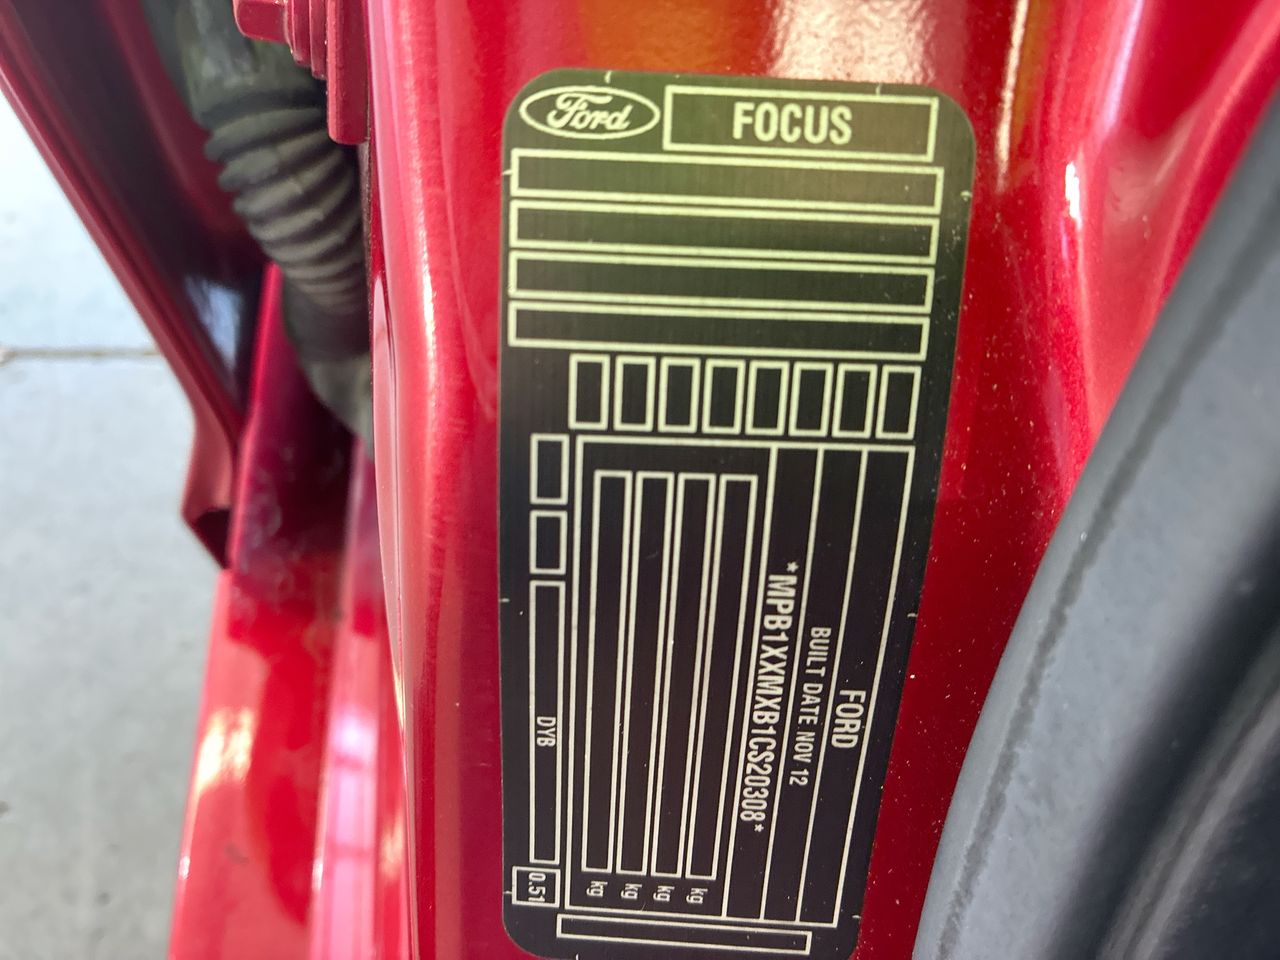 Ford
FOCUS
FORD
BUILT DATE NOV 12
*MPB1XXMXB1CS20308*
kg
kg
kg
kg
DYB
0.51